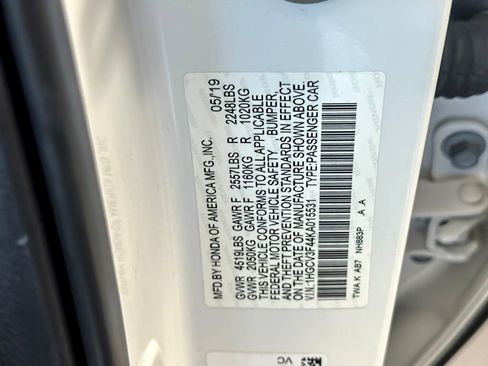 MFD.BY HONDA OF AMERICA MFG.,INC. 05/'19
GVWR 4519LBS GAWR F 2557LBS R 2248LBS
GVWR 2050KG GAWR F 1160KG R 1020KG
THIS VEHICLE CONFORMS TO ALL APPLICABLE
FEDERAL MOTOR VEHICLE SAFETY , BUMPER,
AND THEFT PREVENTION STANDARDS IN EFFECT
ON THE DATE OF MANUFACTURE SHOWN ABOVE.
V.I.N.:1HGCV3F44KA015531 TYPE:PASSENGER CAR
TWA K AB7 NH883P A .A
VC